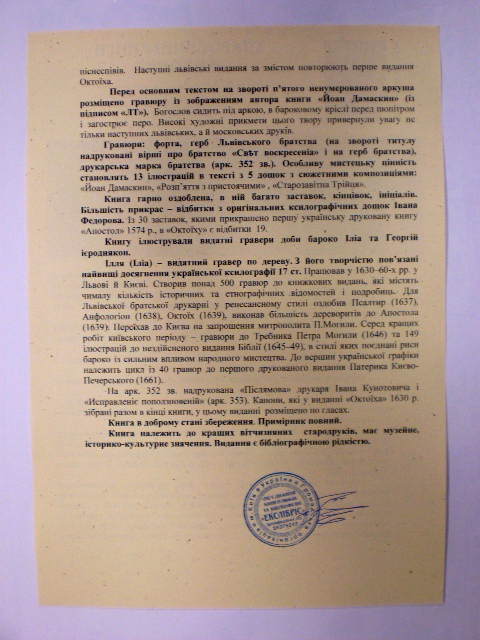 піснеспівів. Наступні львівські видання за змістом повторюють перше видання
Октоїха.
Перед основним текстом на звороті п'ятого ненумерованого аркуша
розміщено гравюру із зображенням автора книги «Йоан Дамаскин» (із
підписом «ЛТ»). Богослов сидить під аркою, в бароковому кріслі перед пюпітром
і загострює перо. Високі художні прикмети цього твору привернули увагу не
тільки наступних львівських, а й московських друків.
Гравюри: форта, герб Львівського братства (на звороті титулу
надруковані вірші про братство «Свѣт воскресеніа» і на герб братства),
друкарська марка братства (арк. 352 зв.). Особливу мистецьку цінність
становлять 13 ілюстрацій в тексті з 5 дощок з сюжетними композиціями:
«Йоан Дамаскин», «Розп'яття з пристоячими» , «Старозавітна Трійця».
Книга гарно оздоблена, в ній багато заставок, кінцівок, ініціалів.
Більшість прикрас – відбитки з оригінальних ксилографічних дощок Івана
Федорова. Із 30 заставок, якими прикрашено першу українську друковану книгу
«Апостол» 1574 р., в «Октоїху» є відбитки 19.
Книгу ілюстрували видатні гравери доби бароко Ілія та Георгій
ієродиякон.
Ілля (Іліа) – видатний гравер по дереву. З його творчістю пов'язані
найвищі досягнення української ксилографії 17 ст. Працював у 1630–60-х рр. у
Львові й Києві. Створив понад 500 гравюр до книжкових видань, які містять
чималу кількість історичних та етнографічних відомостей і подробиць. Для
Львівської братської друкарні у ренесансному стилі оздобив Псалтир (1637),
Анфологіон (1638), Октоїх (1639), виконав більшість дереворитів до Апостола
(1639). Переїхав до Києва на запрошення митрополита П.Могили. Серед кращих
робіт київського періоду – гравюри до Требника Петра Могили (1646) та 149
ілюстрацій до нездійсненого видання Біблії (1645–49), в стилі яких поєднані риси
бароко із сильним впливом народного мистецтва. До вершин української графіки
належить цикл із 40 гравюр до першого друкованого видання Патерика Києво-
Печерського (1661).
На арк. 352 зв. надрукована «Післямова» друкаря Івана Кунотовича і
(арк. 353). Канони, які у виданні «Октоїха» 1630 р.
зібрані разом в кінці книги, у цьому виданні розміщено по гласах.
Книга в доброму стані збереження. Примірник повний.
Книга належить до кращих вітчизняних стародруків, має музейне,
історико-культурне значення. Видання є бібліографічною рідкістю.
ЕКСЛІБРІС